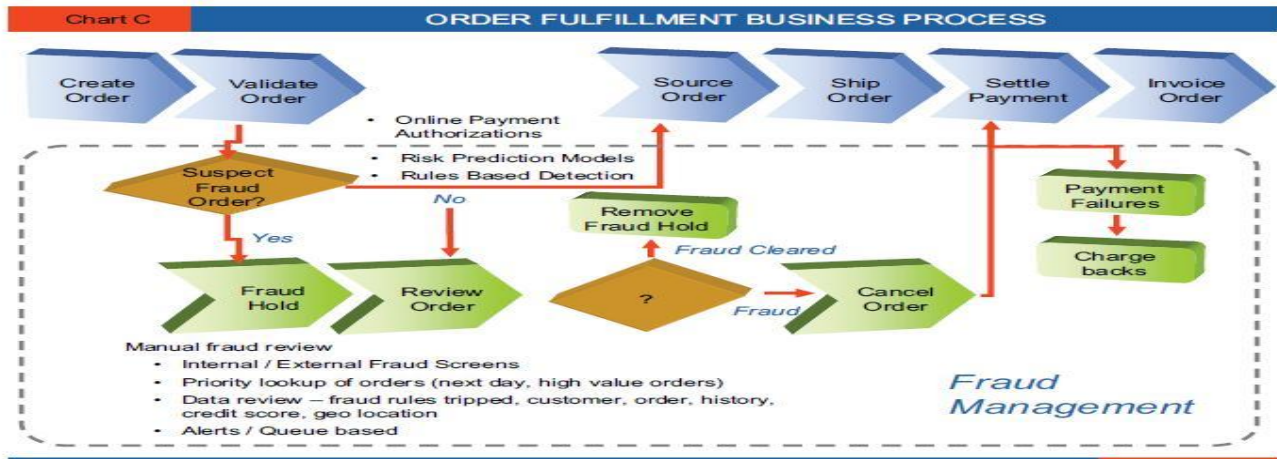 Chart C
ORDER FULFILLMENT BUSINESS PROCESS
Create
Order
Validate
Order
Source
Order
Ship
Order
Settle
Payment
Invoice
Order
• Online Payment
Authorizations
• Risk Prediction Models
• Rules Based Detection
Suspect
Fraud
Order?
No
Yes
Remove
Fraud Hold
Fraud Cleared
Payment
Failures
Charge
backs
Fraud
Hold
Review
Order
?
Fraud
Cancel
Order
Manual fraud review
• Internal / External Fraud Screens
• Priority lookup of orders (next day, high value orders)
• Data review – fraud rules tripped, customer, order, history,
credit score, geo location
• Alerts / Queue based
Fraud
Management